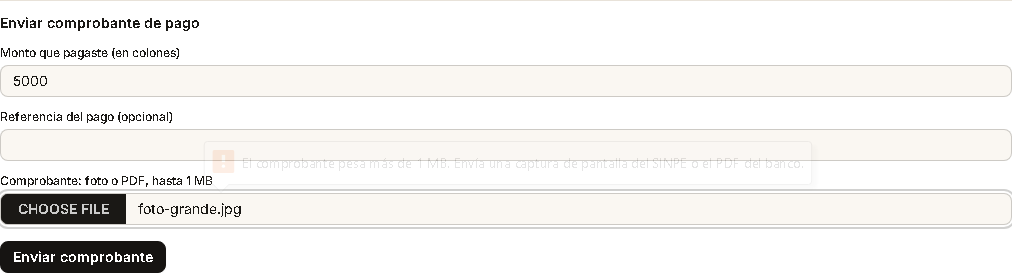 Enviar comprobante de pago
Monto que pagaste (en colones)
5000
Referencia del pago (opcional)
! El comprobante pesa más de 1 MB. Envía una captura de pantalla del SINPE o el PDF del banco.
Comprobante: foto o PDF, hasta 1 MB
CHOOSE FILE foto-grande.jpg
Enviar comprobante